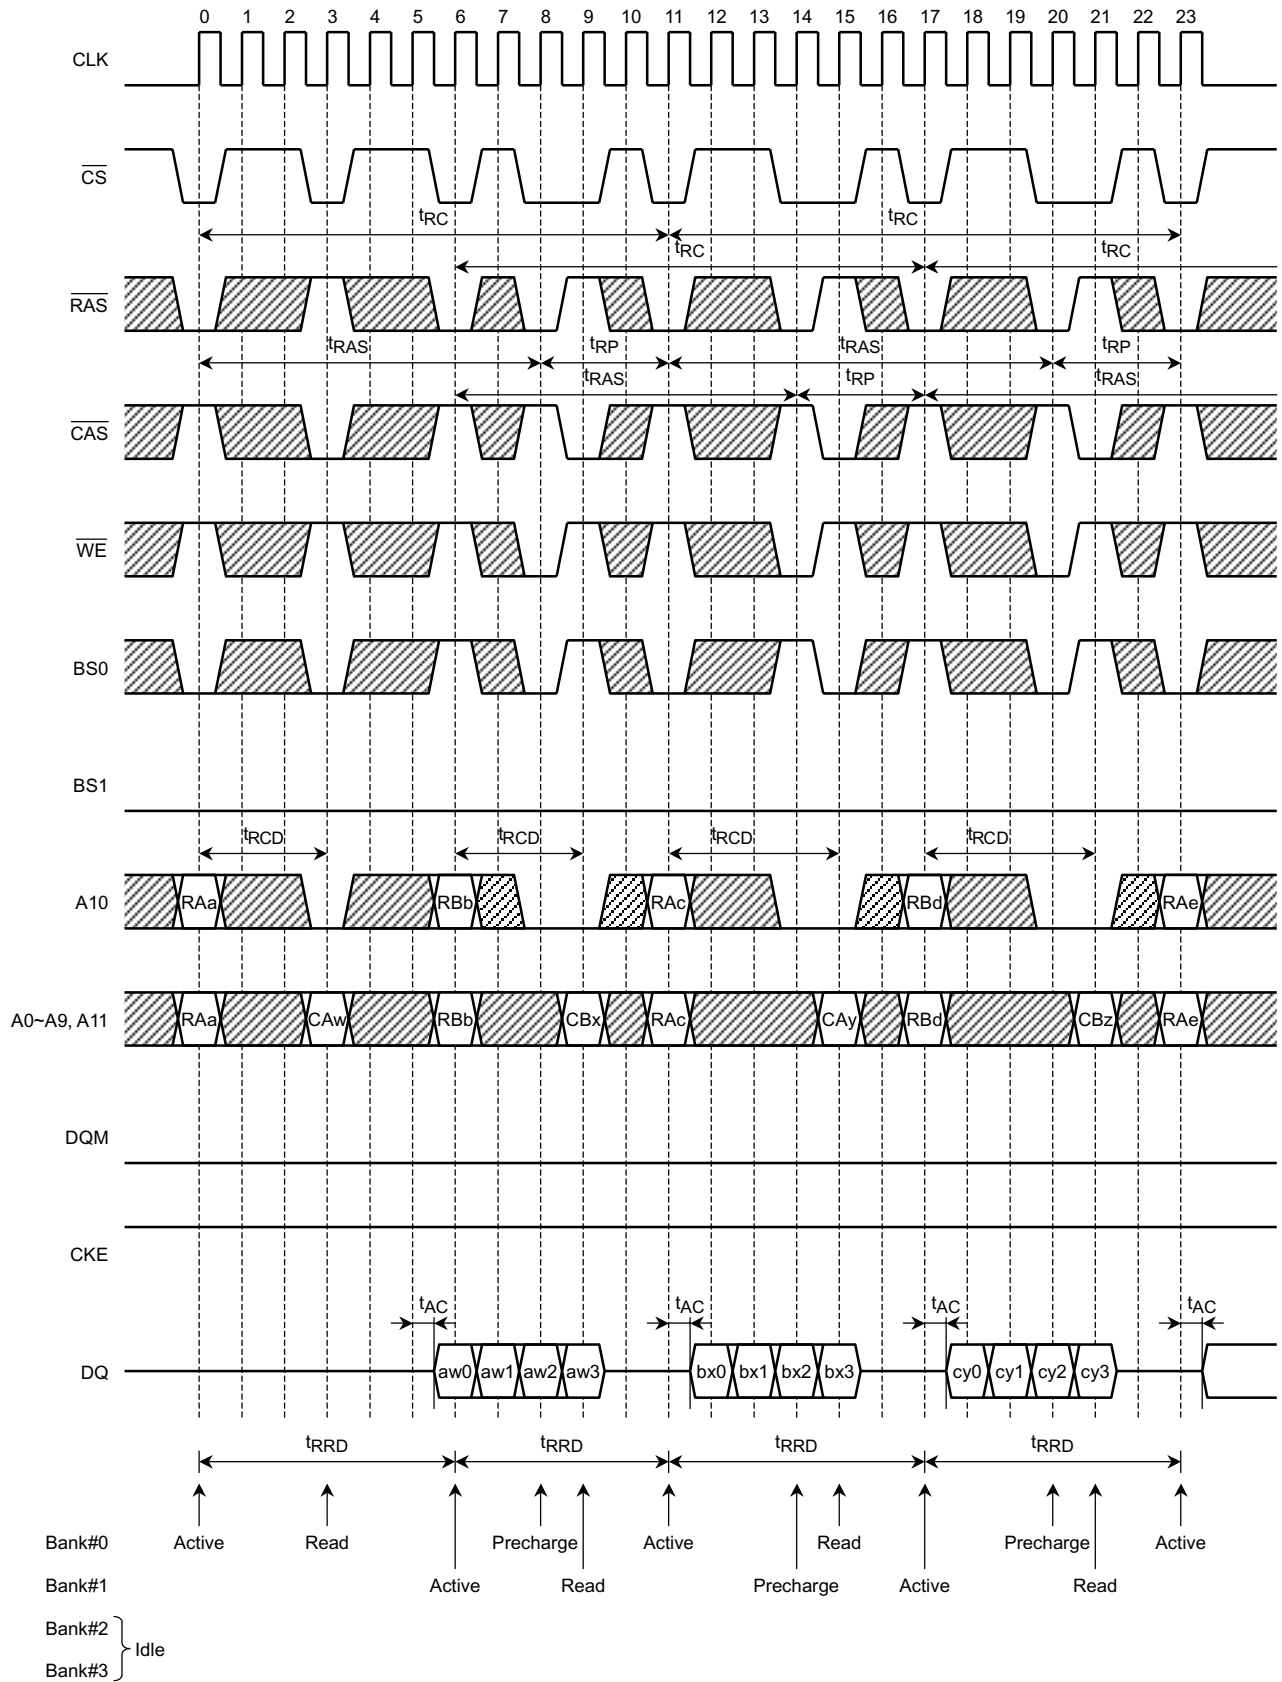 0 1 2 3 4 5 6 7 8 9 10 11 12 13 14 15 16 17 18 19 20 21 22 23
CLK
CS
tRC tRC
tRC tRC
RAS
tRAS tRP tRAS tRP
tRAS tRP tRAS
CAS
WE
BS0
BS1
tRCD tRCD tRCD tRCD
A10 RAa RBb RAc RBd RAe
A0~A9, A11 RAa CAw RBb CBx RAc CAy RBd CBz RAe
DQM
CKE
tAC tAC tAC tAC
DQ aw0 aw1 aw2 aw3 bx0 bx1 bx2 bx3 cy0 cy1 cy2 cy3
tRRD tRRD tRRD tRRD
Bank#0 Active Read Precharge Active Read Precharge Active
Bank#1 Active Read Precharge Active Read
Bank#2
Idle
Bank#3